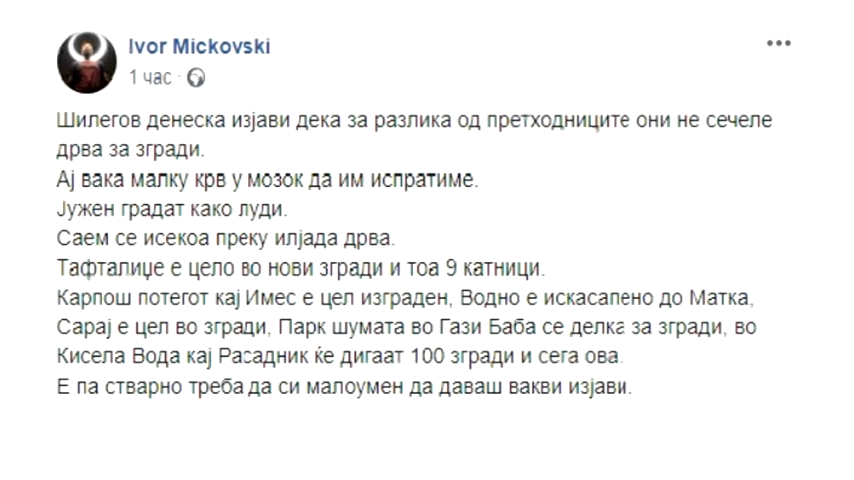 Ivor Mickovski
1 час ·
Шилегов денеска изјави дека за разлика од претходниците они не сечеле
дрва за згради.
Ај вака малку крв у мозок да им испратиме.
Јужен градат како луди.
Саем се исекоа преку илјада дрва.
Тафталиџе е цело во нови згради и тоа 9 катници.
Карпош потегот кај Имес е цел изграден, Водно е искасапено до Матка,
Сарај е цел во згради, Парк шумата во Гази Баба се делка за згради, во
Кисела Вода кај Расадник ќе дигаат 100 згради и сега ова.
Е па стварно треба да си малоумен да даваш вакви изјави.